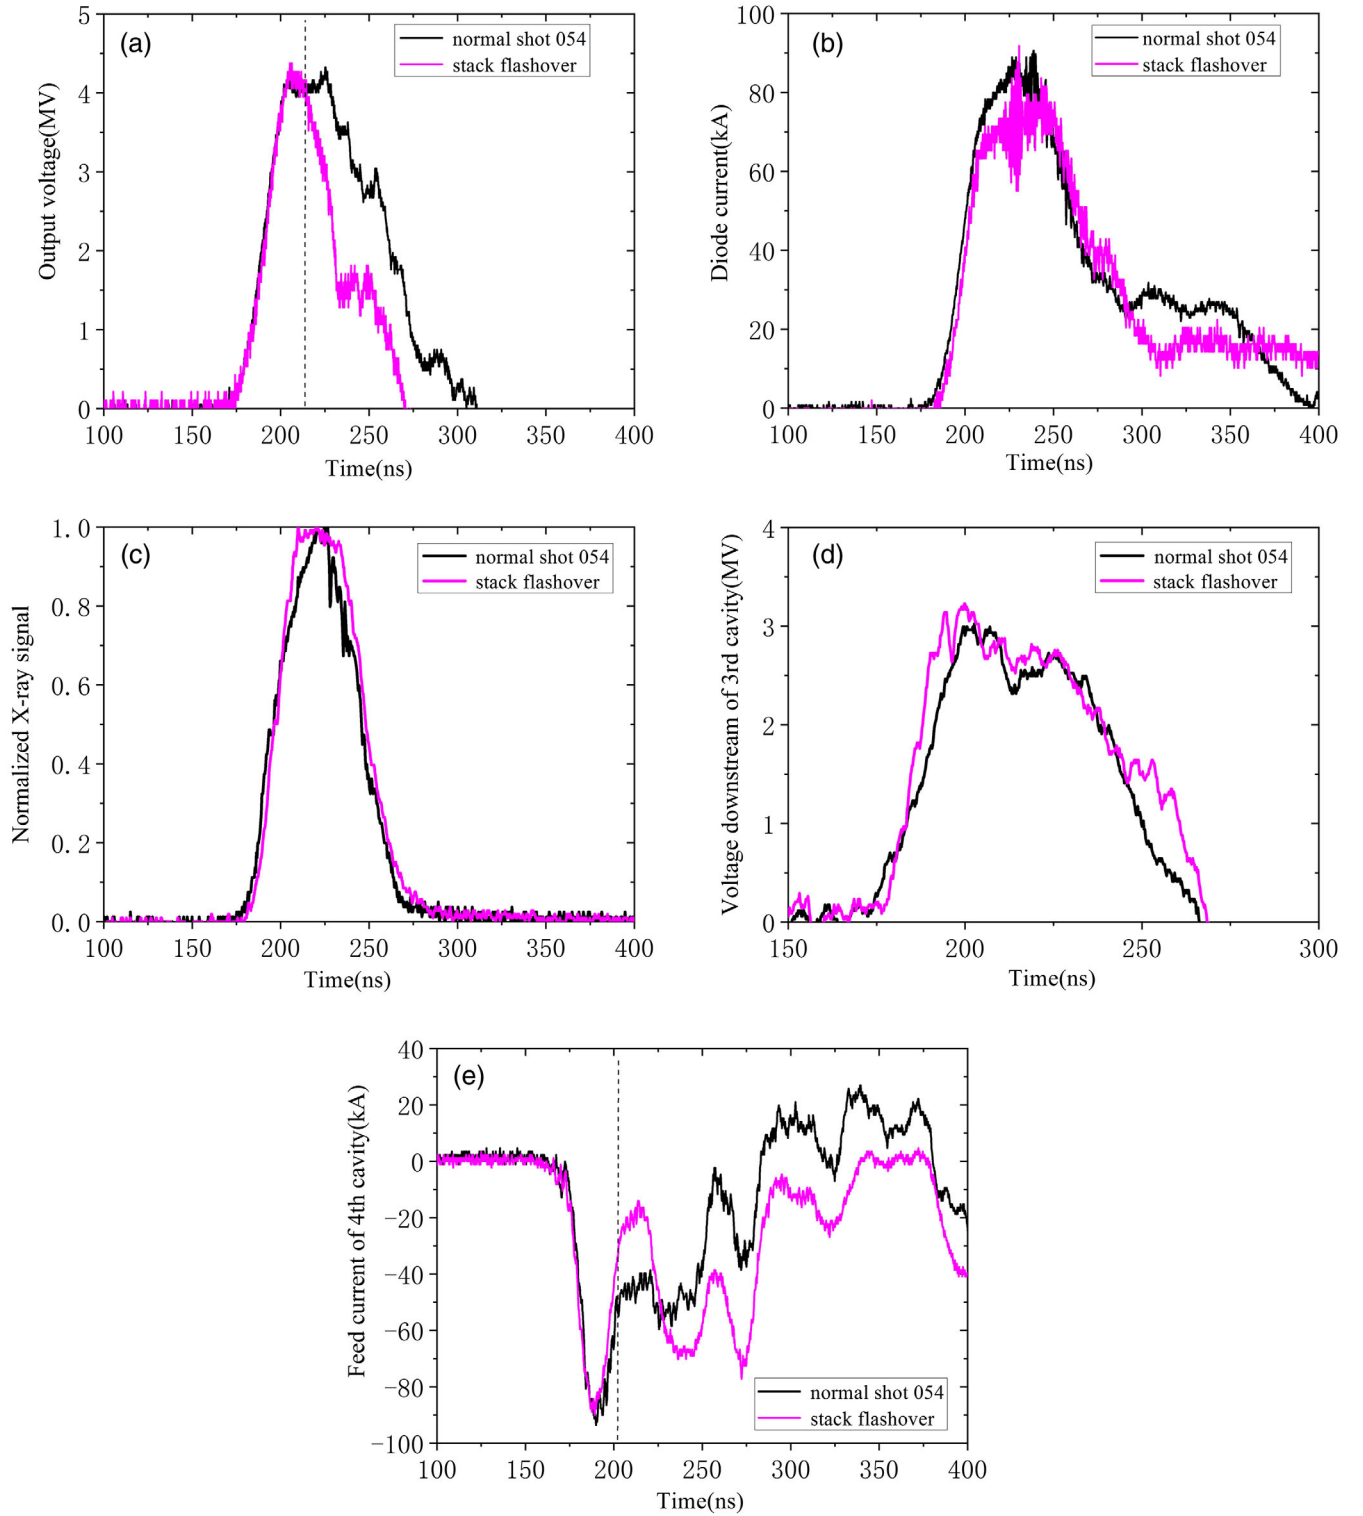 (a)
normal shot 054
stack flashover
Output voltage(MV)
5
4
3
2
1
0
100 150 200 250 300 350 400
Time(ns)
(b)
normal shot 054
stack flashover
Diode current(kA)
100
80
60
40
20
0
100 150 200 250 300 350 400
Time(ns)
(c)
normal shot 054
stack flashover
Normalized X-ray signal
1.0
0.8
0.6
0.4
0.2
0.0
100 150 200 250 300 350 400
Time(ns)
(d)
normal shot 054
stack flashover
Voltage downstream of 3rd cavity(MV)
4
3
2
1
0
150 200 250 300
Time(ns)
(e)
Feed current of 4th cavity(kA)
40
20
0
−20
−40
−60
−80
−100
normal shot 054
stack flashover
100 150 200 250 300 350 400
Time(ns)